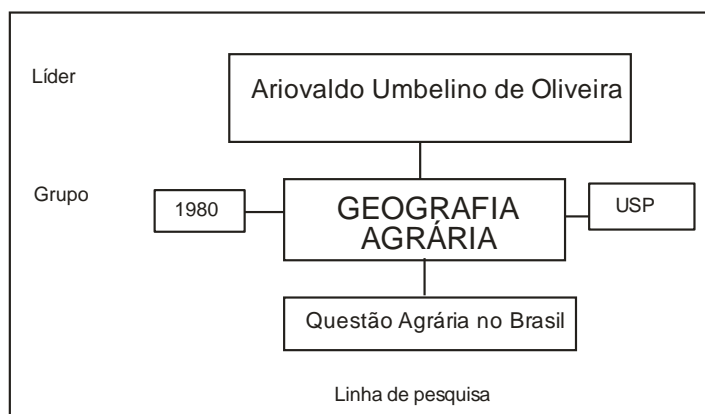 Líder
Ariovaldo Umbelino de Oliveira
Grupo
1980
GEOGRAFIA
AGRÁRIA
USP
Questão Agrária no Brasil
Linha de pesquisa